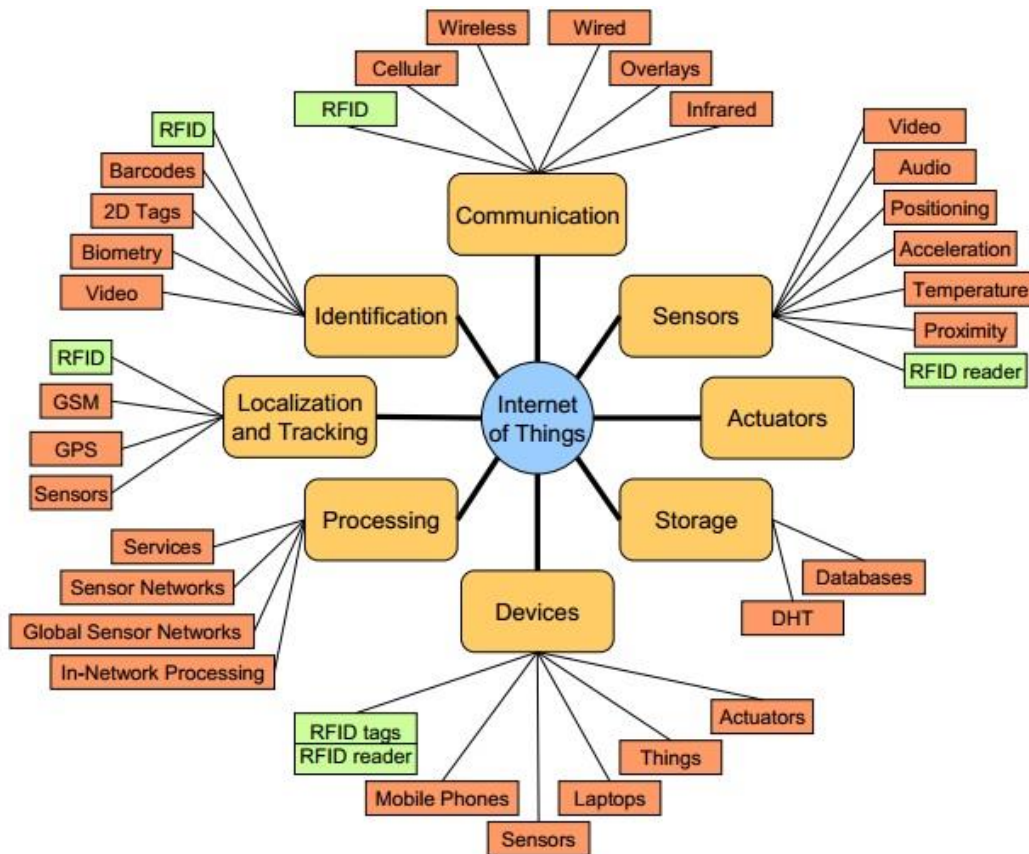 Wireless
Wired
Cellular
Overlays
RFID
Infrared
Communication
RFID
Barcodes
2D Tags
Biometry
Video
Identification
Video
Audio
Positioning
Acceleration
Temperature
Proximity
RFID reader
Sensors
RFID
GSM
GPS
Sensors
Localization
and Tracking
Internet
of Things
Actuators
Processing
Services
Sensor Networks
Global Sensor Networks
In-Network Processing
Storage
Databases
DHT
Devices
RFID tags
RFID reader
Mobile Phones
Sensors
Laptops
Things
Actuators